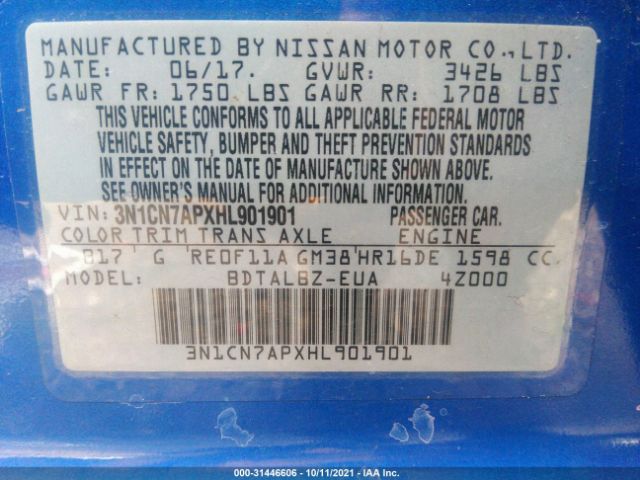 MANUFACTURED BY NISSAN MOTOR CO., LTD.
DATE: 06/17. GVWR: 3426 LBS
GAWR FR: 1750 LBS GAWR RR: 1708 LBS
THIS VEHICLE CONFORMS TO ALL APPLICABLE FEDERAL MOTOR
VEHICLE SAFETY, BUMPER AND THEFT PREVENTION STANDARDS
IN EFFECT ON THE DATE OF MANUFACTURE SHOWN ABOVE.
SEE OWNER'S MANUAL FOR ADDITIONAL INFORMATION.
VIN: 3N1CN7APXHL901901 PASSENGER CAR.
COLOR TRIM TRANS AXLE ENGINE
B17 G RE0F11A GM38 HR16DE 1598 CC.
MODEL: BDTALBZ-EUA 4Z000
3N1CN7APXHL901901
000-31446606 - 10/11/2021 - IAA Inc.